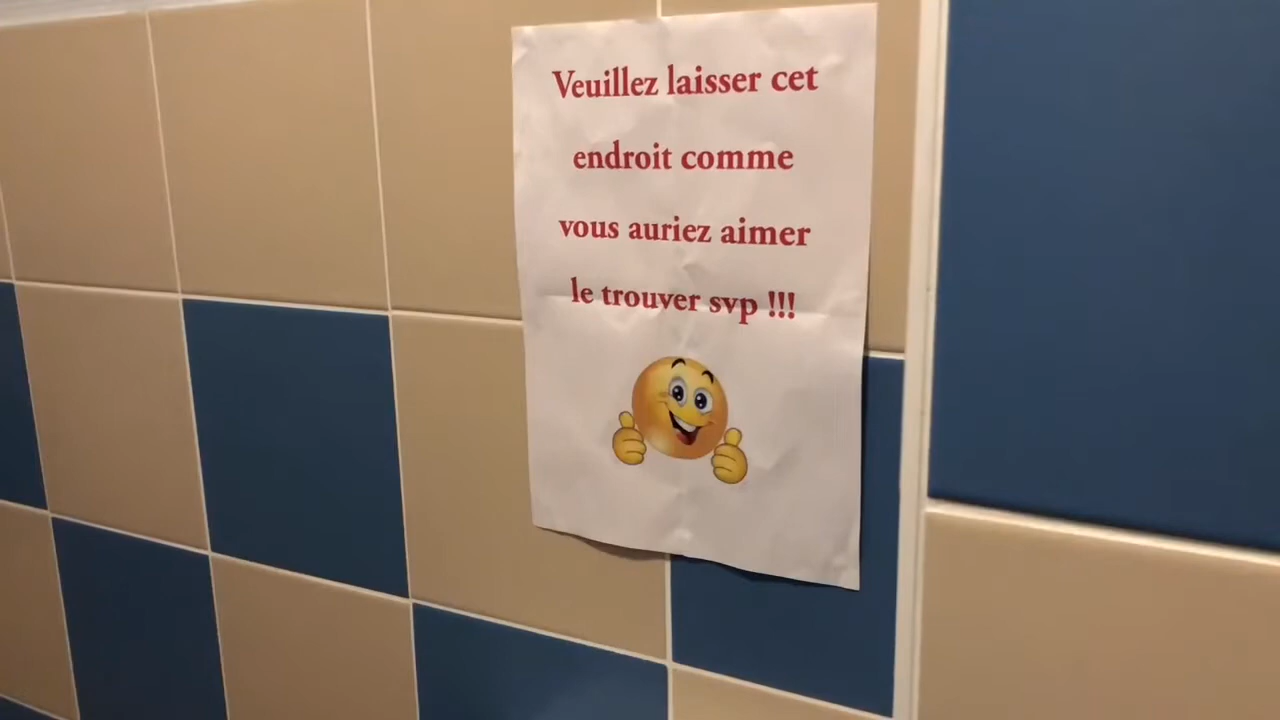 Veuillez laisser cet
endroit comme
vous auriez aimer
le trouver svp !!!